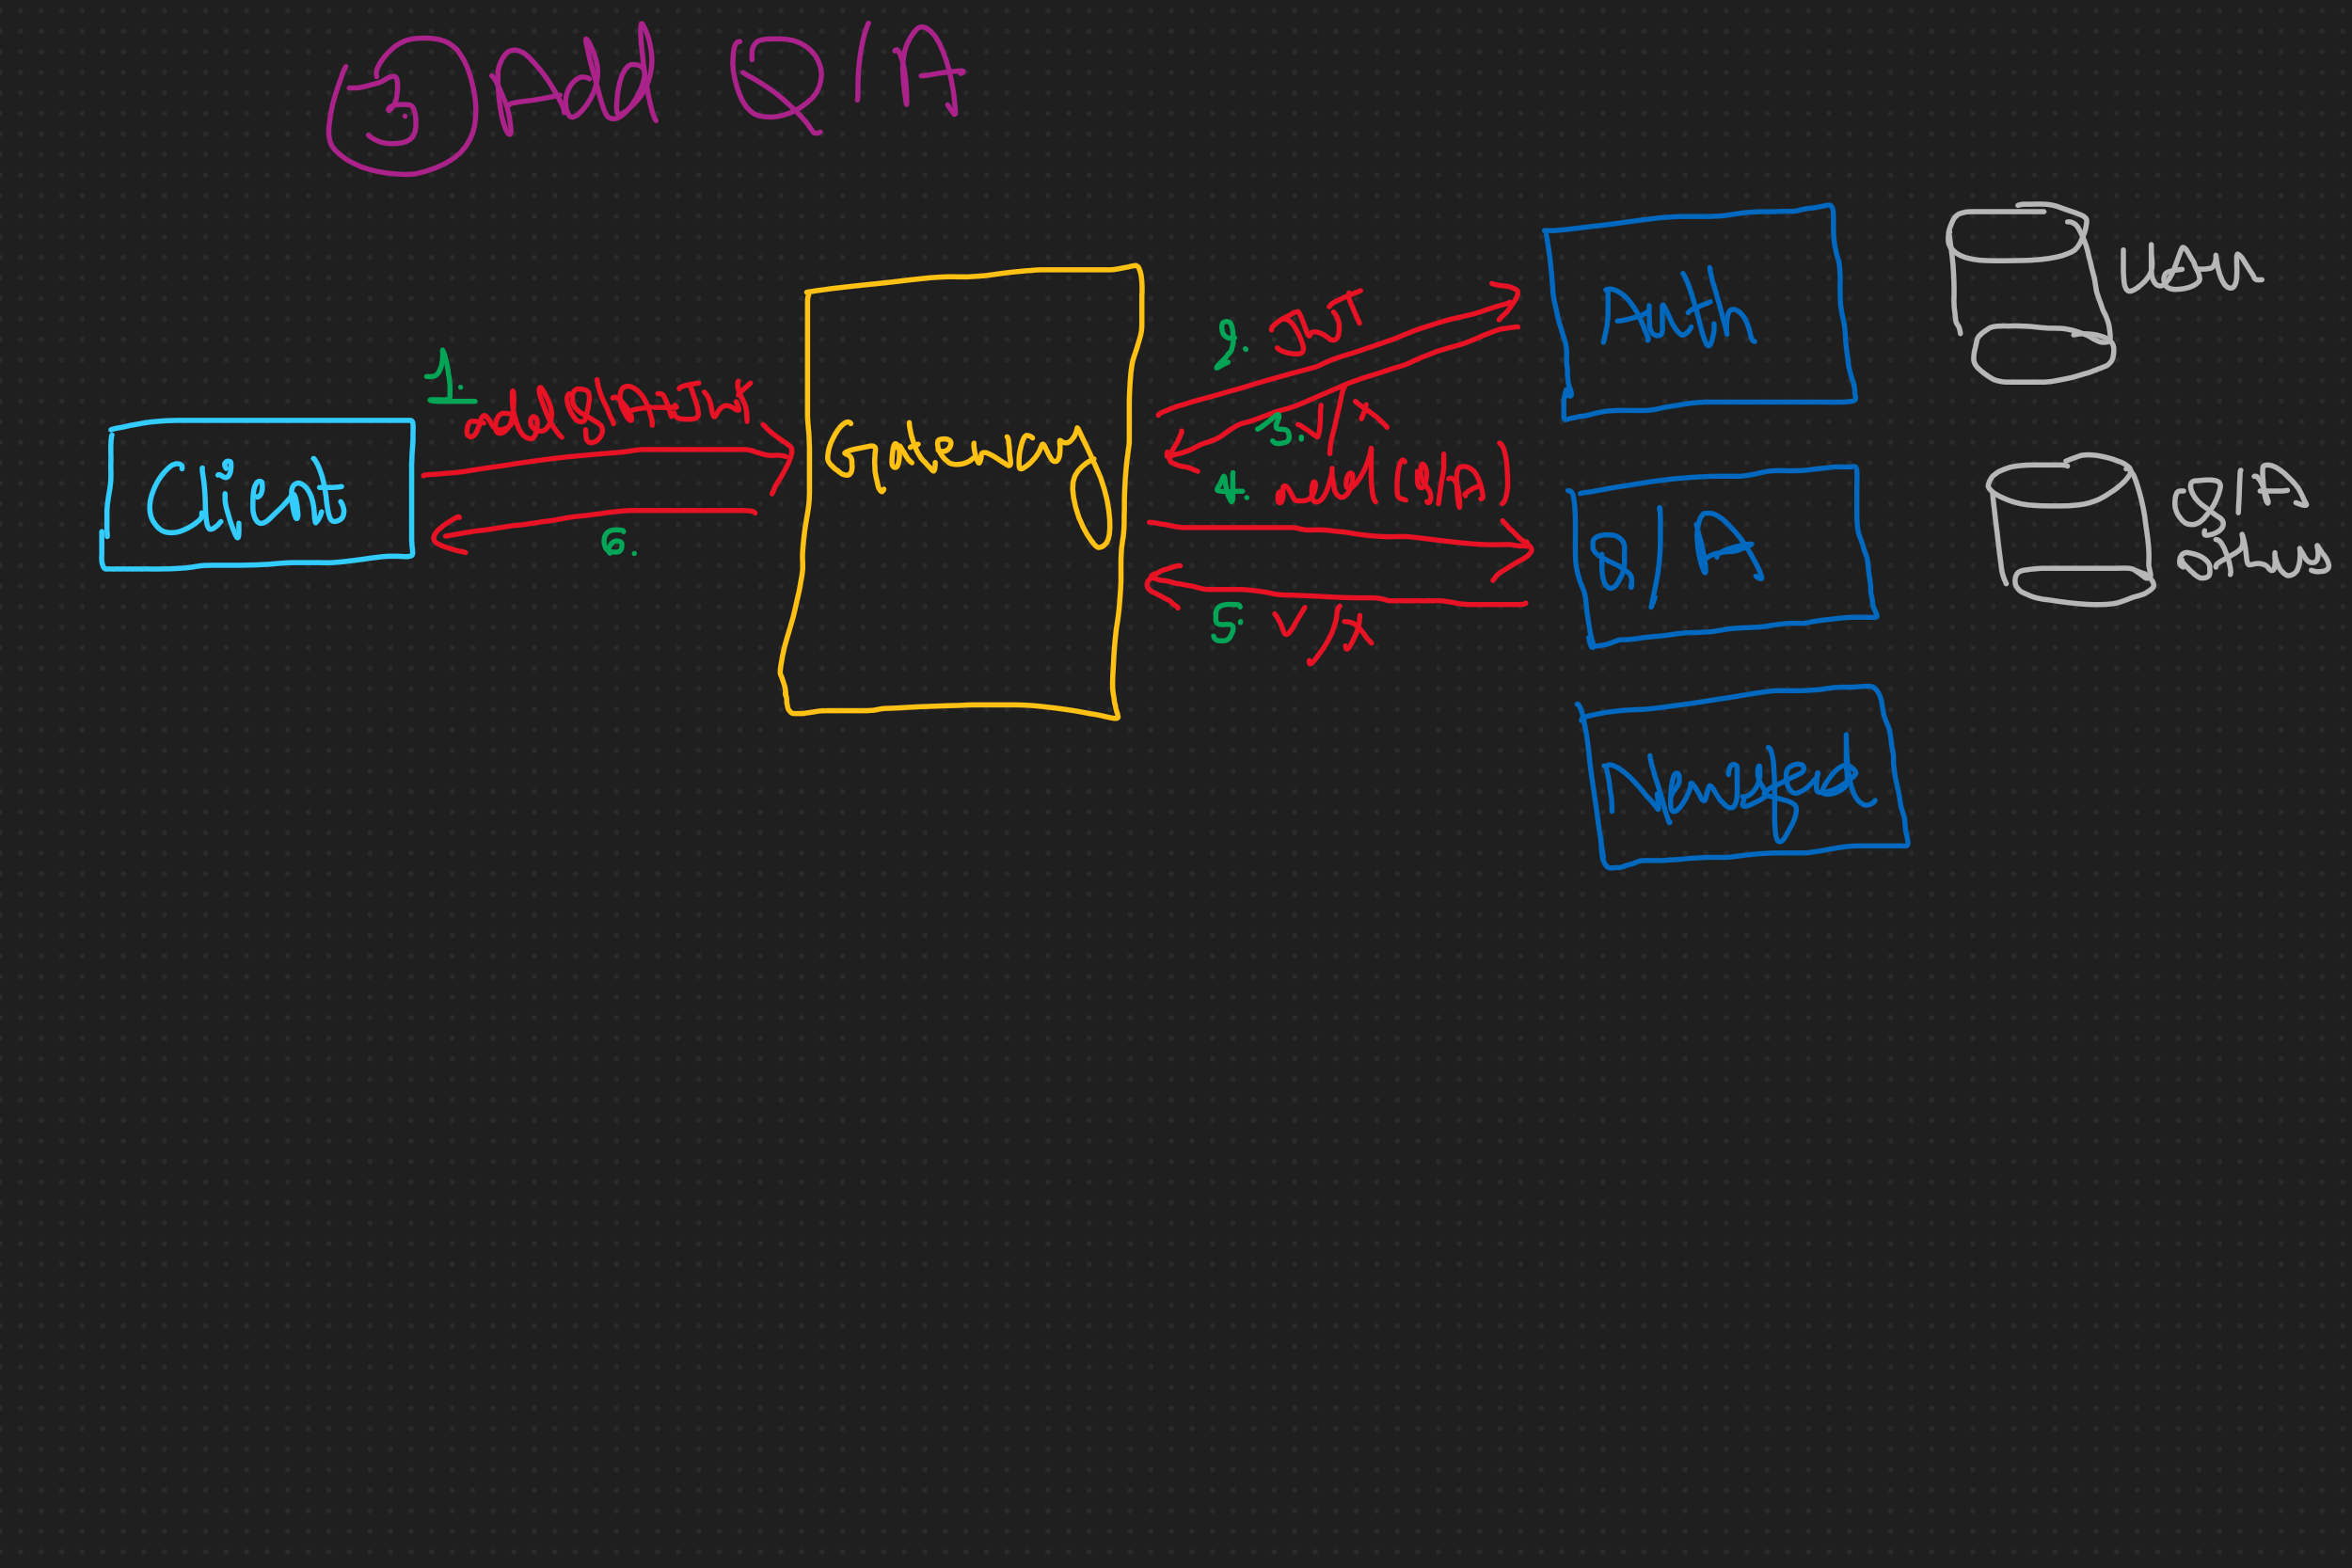 3. Add Q/A
Client
1.
add Q/A + Jwt
6.
Gateway
2. JWT
3. ✓/x
4. add (Q/A)
5. ✓/x
Auth
Q/A
Newsfeed
User
Q/A
others